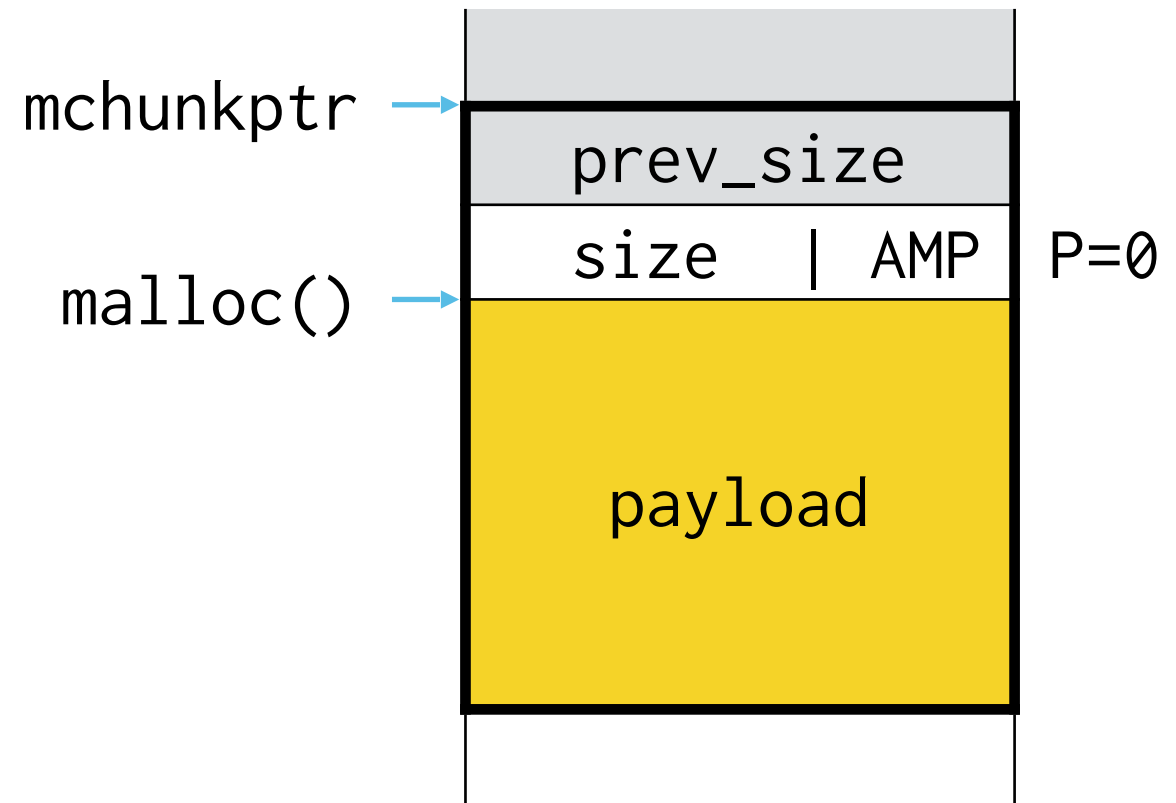 mchunkptr
prev_size
size | AMP P=0
malloc()
payload